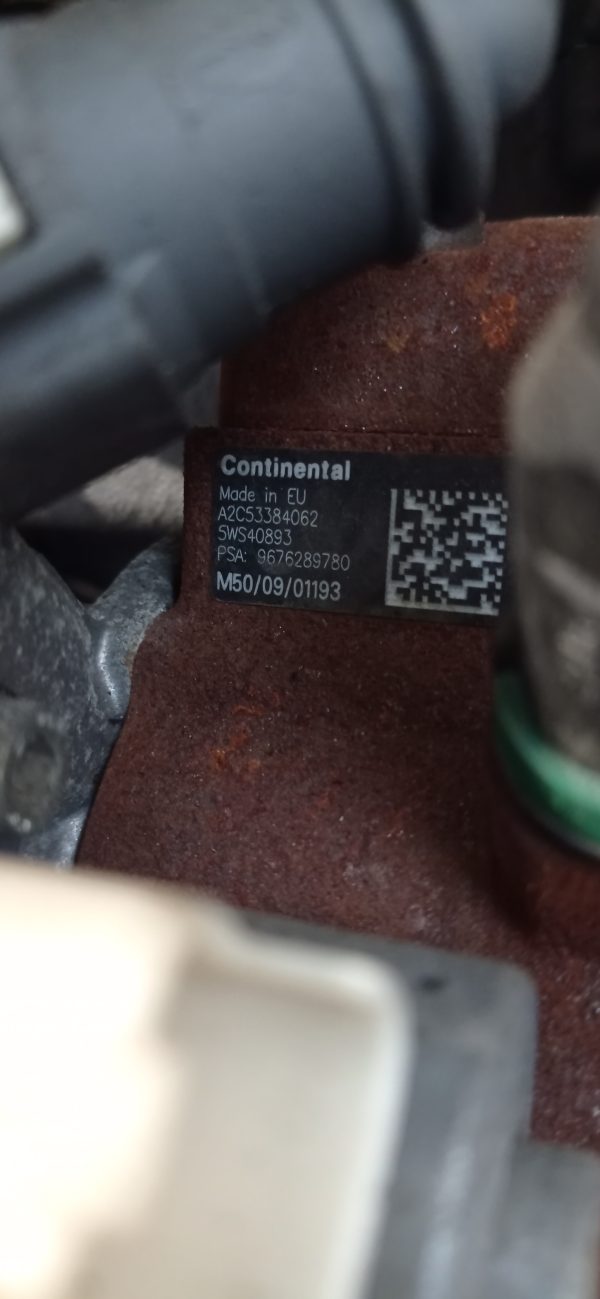 Continental
Made in EU
A2C53384062
5WS40893
PSA: 9676289780
M50/09/01193